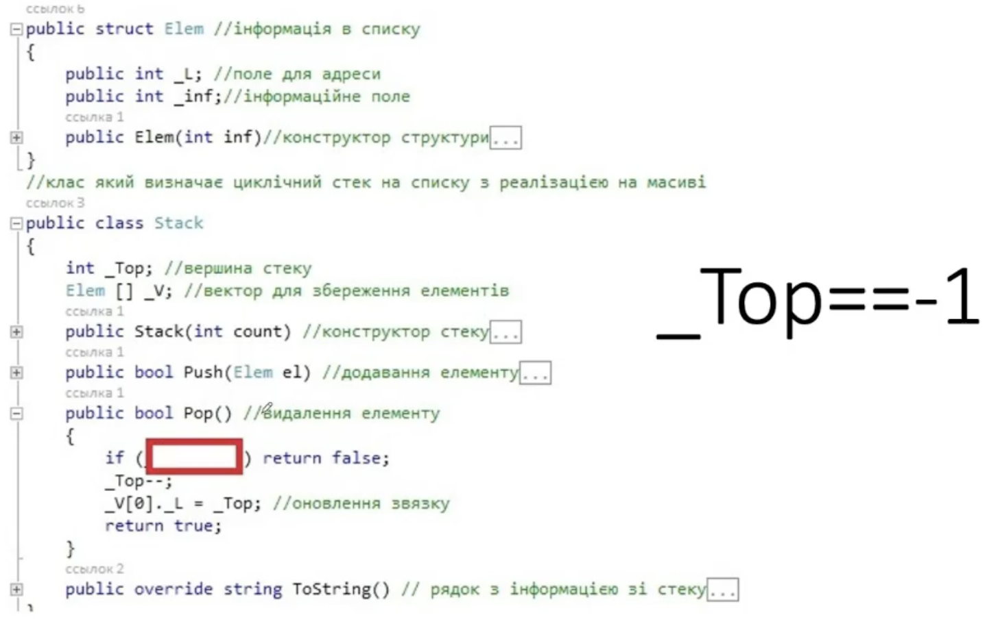 ссылок 6
public struct Elem //інформація в списку
{
public int _L; //поле для адреси
public int _inf;//інформаційне поле
ссылка 1
public Elem(int inf)//конструктор структури...
}
//клас який визначає циклічний стек на списку з реалізацією на масиві
ссылок 3
public class Stack
{
int _Top; //вершина стеку
Elem [] _V; //вектор для збереження елементів
ссылка 1
public Stack(int count) //конструктор стеку...
ссылка 1
public bool Push(Elem el) //додавання елементу...
ссылка 1
public bool Pop() //видалення елементу
{
if ( ) return false;
_Top--;
_V[0]._L = _Top; //оновлення звязку
return true;
}
ссылок 2
public override string ToString() // рядок з інформацією зі стеку...
}
_Top==-1